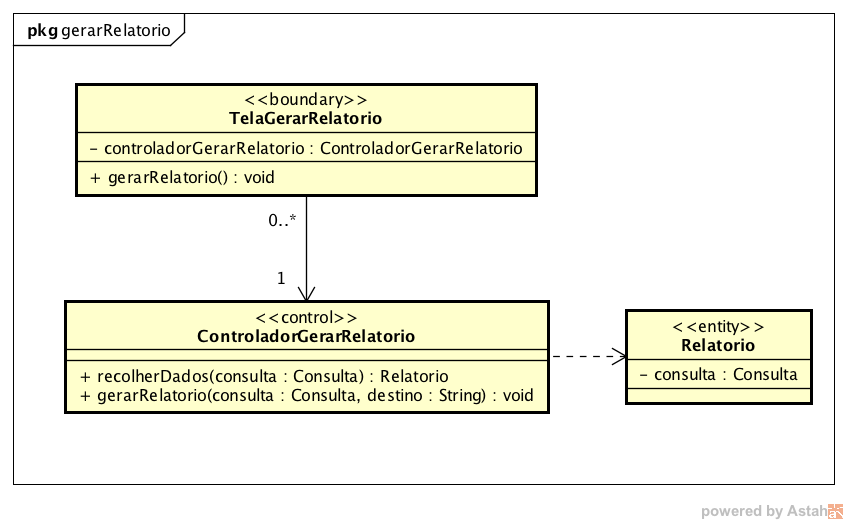 pkg gerarRelatorio
<<boundary>>
TelaGerarRelatorio
- controladorGerarRelatorio : ControladorGerarRelatorio
+ gerarRelatorio() : void
0..*
1
<<control>>
ControladorGerarRelatorio
+ recolherDados(consulta : Consulta) : Relatorio
+ gerarRelatorio(consulta : Consulta, destino : String) : void
<<entity>>
Relatorio
- consulta : Consulta
powered by Astah